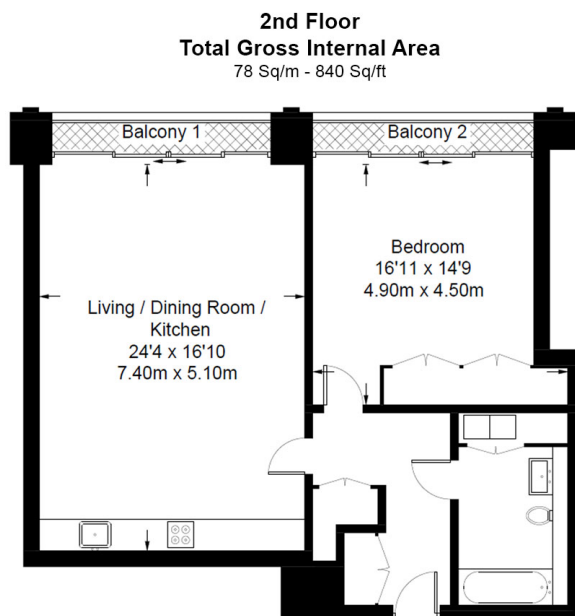 2nd Floor
Total Gross Internal Area
78 Sq/m - 840 Sq/ft
Balcony 1
Balcony 2
Bedroom
16'11 x 14'9
4.90m x 4.50m
Living / Dining Room /
Kitchen
24'4 x 16'10
7.40m x 5.10m